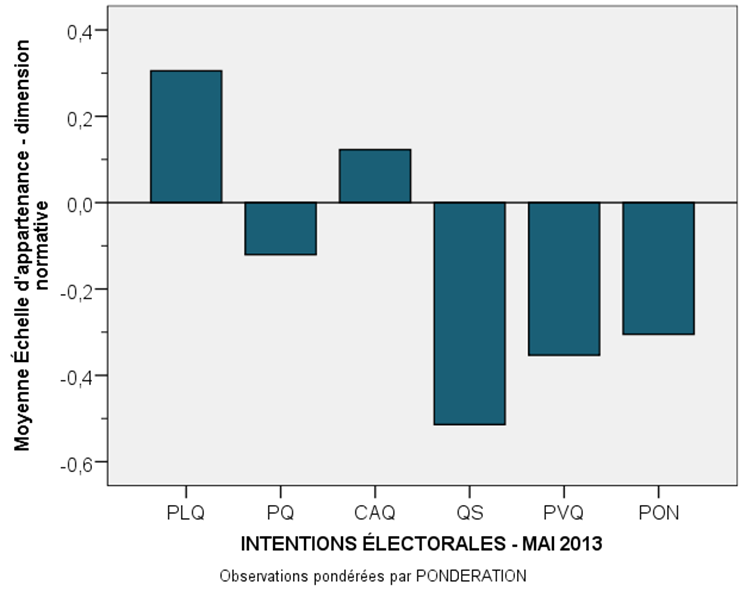 Moyenne Échelle d'appartenance - dimension
normative
0,4
0,2
0,0
-0,2
-0,4
-0,6
PLQ PQ CAQ QS PVQ PON
INTENTIONS ÉLECTORALES - MAI 2013
Observations pondérées par PONDERATION